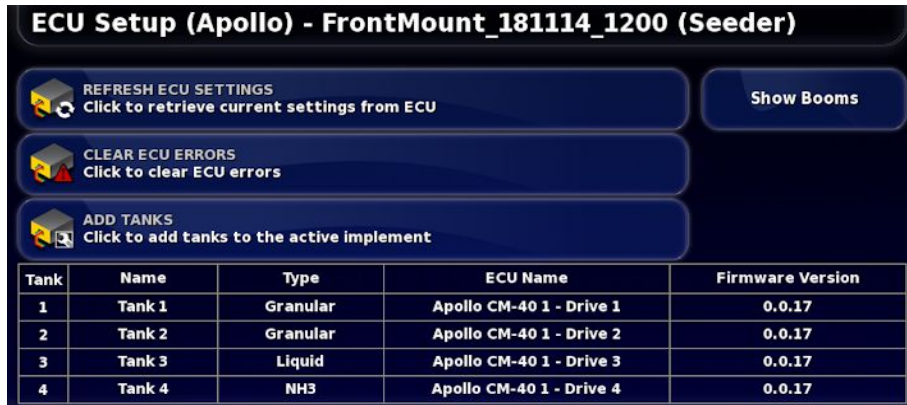 ECU Setup (Apollo) - FrontMount_181114_1200 (Seeder)
REFRESH ECU SETTINGS
Click to retrieve current settings from ECU
Show Booms
CLEAR ECU ERRORS
Click to clear ECU errors
ADD TANKS
Click to add tanks to the active implement
Tank Name Type ECU Name Firmware Version
1 Tank 1 Granular Apollo CM-40 1 - Drive 1 0.0.17
2 Tank 2 Granular Apollo CM-40 1 - Drive 2 0.0.17
3 Tank 3 Liquid Apollo CM-40 1 - Drive 3 0.0.17
4 Tank 4 NH3 Apollo CM-40 1 - Drive 4 0.0.17